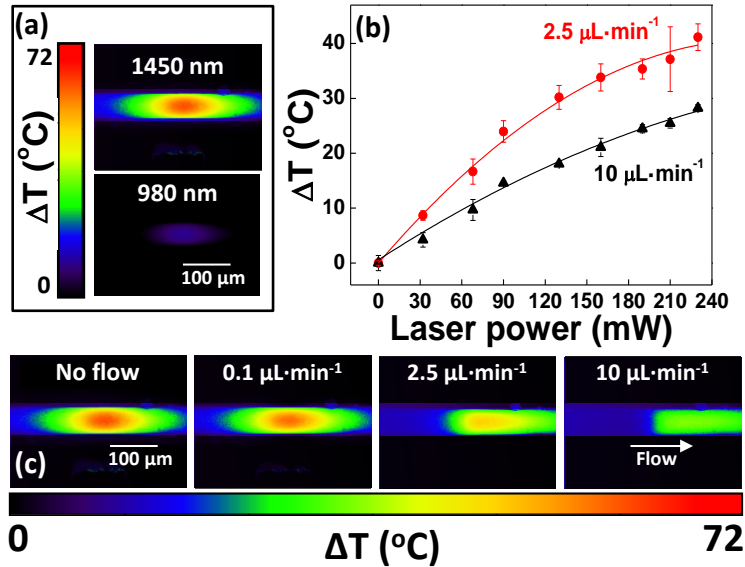 (a)
72
ΔT (°C)
0
1450 nm
980 nm
100 µm
(b)
40
30
20
10
0
ΔT (°C)
2.5 µL·min⁻¹
10 µL·min⁻¹
0 30 60 90 120 150 180 210 240
Laser power (mW)
No flow
0.1 µL·min⁻¹
2.5 µL·min⁻¹
10 µL·min⁻¹
100 µm
Flow
(c)
0
ΔT (°C)
72